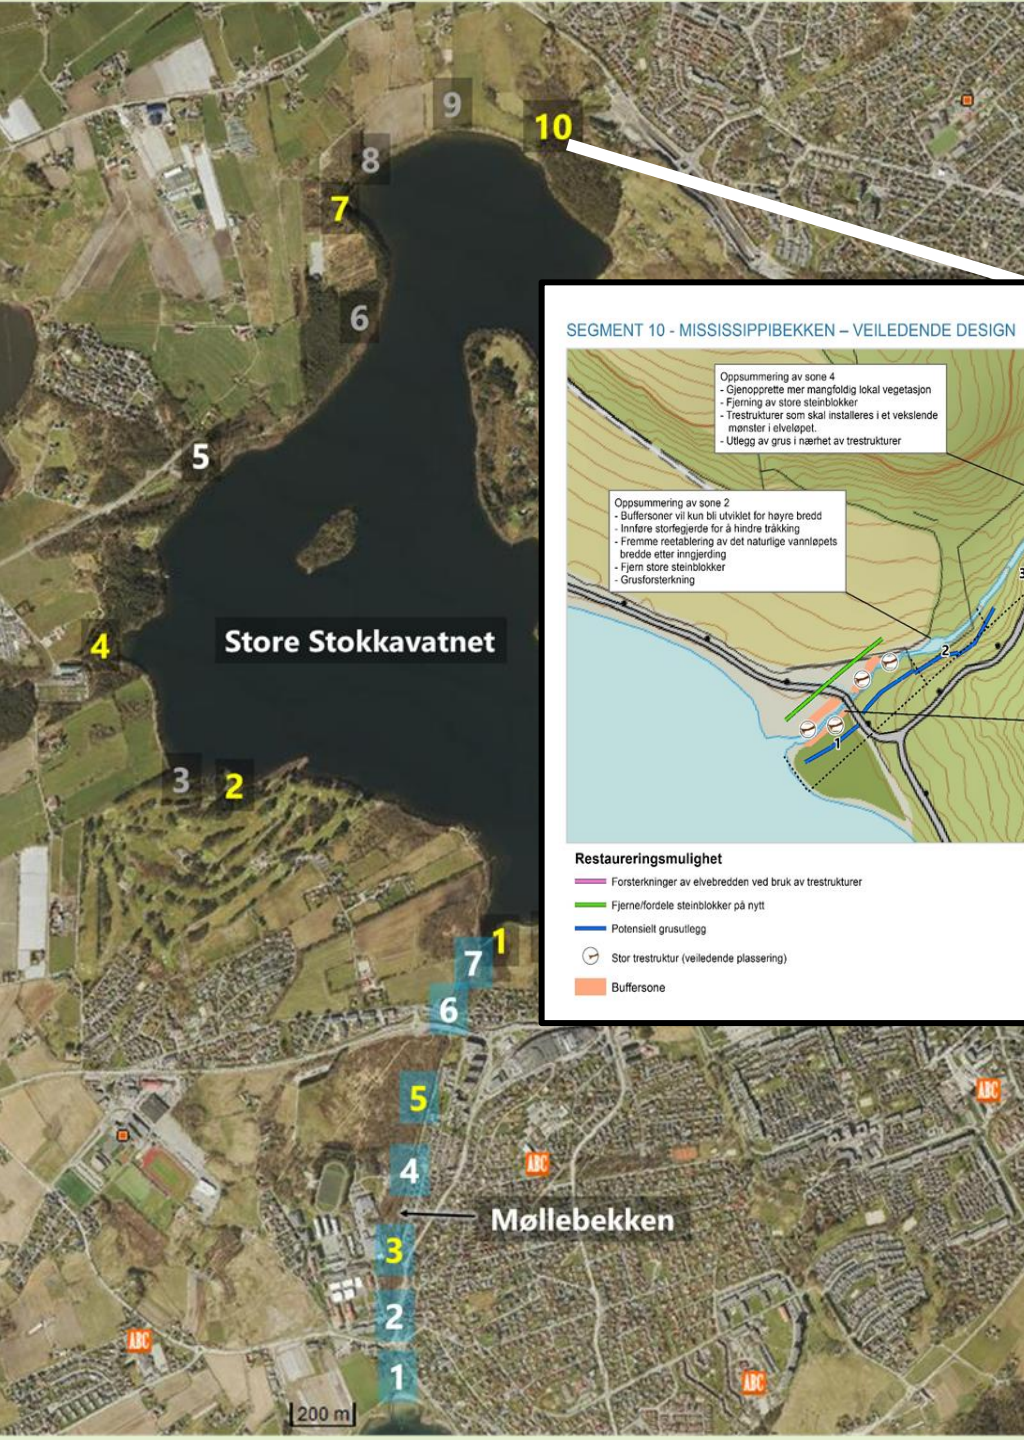 9
10
8
7
6
5
Store Stokkavatnet
4
3
2
1
7
6
5
4
Møllebekken
3
2
1
200 m
ABC
ABC
ABC
ABC
SEGMENT 10 - MISSISSIPPIBEKKEN – VEILEDENDE DESIGN
Oppsummering av sone 4
- Gjenopprette mer mangfoldig lokal vegetasjon
- Fjerning av store steinblokker
- Trestrukturer som skal installeres i et vekslende
mønster i elveløpet.
- Utlegg av grus i nærhet av trestrukturer
Oppsummering av sone 2
- Buffersoner vil kun bli utviklet for høyre bredd
- Innføre storfegjerde for å hindre tråkking
- Fremme reetablering av det naturlige vannløpets
bredde etter inngjerding
- Fjern store steinblokker
- Grusforsterkning
3
2
1
Restaureringsmulighet
Forsterkninger av elvebredden ved bruk av trestrukturer
Fjerne/fordele steinblokker på nytt
Potensielt grusutlegg
Stor trestruktur (veiledende plassering)
Buffersone